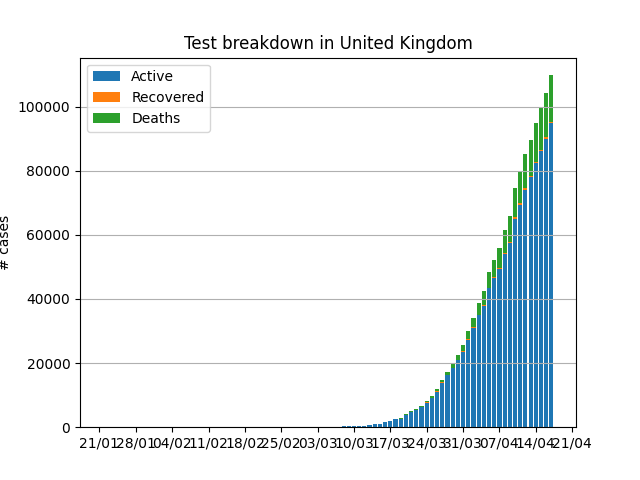 Test breakdown in United Kingdom
Active
Recovered
Deaths
100000
80000
60000
40000
20000
0
# cases
21/01 28/01 04/02 11/02 18/02 25/02 03/03 10/03 17/03 24/03 31/03 07/04 14/04 21/04